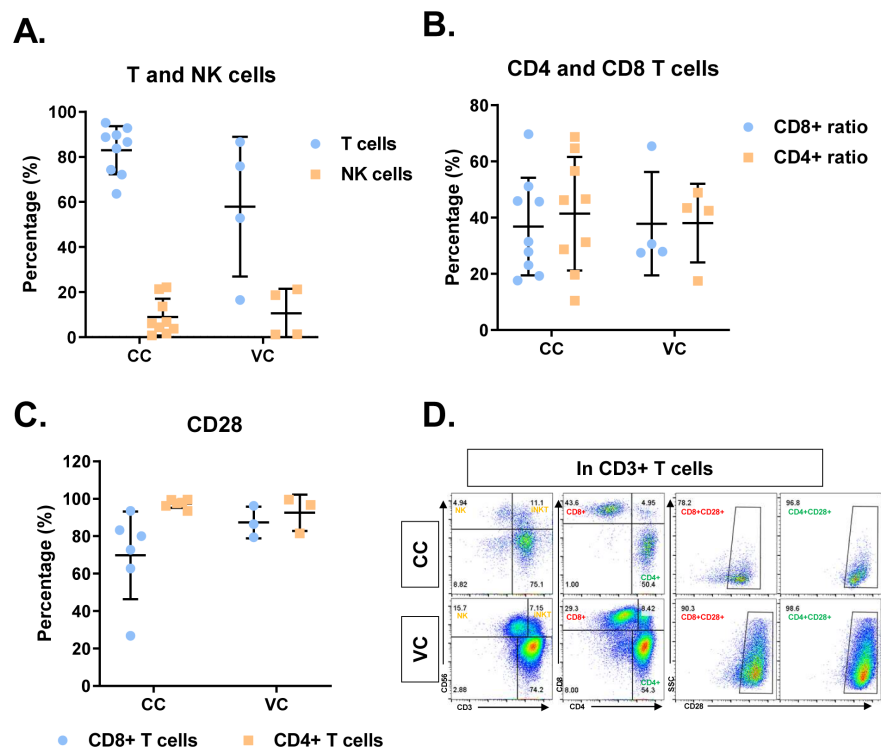 A.
T and NK cells
Percentage (%)
100
80
60
40
20
0
CC
VC
T cells
NK cells
B.
CD4 and CD8 T cells
Percentage (%)
80
60
40
20
0
CC
VC
CD8+ ratio
CD4+ ratio
C.
CD28
Percentage (%)
120
100
80
60
40
20
0
CC
VC
CD8+ T cells
CD4+ T cells
D.
In CD3+ T cells
CC
4.94
NK
11.1
iNKT
8.82
75.1
43.6
CD8+
4.95
1.00
CD4+
50.4
78.2
CD8+CD28+
96.8
CD4+CD28+
VC
15.7
NK
7.15
iNKT
2.88
74.2
29.3
CD8+
8.42
8.00
CD4+
54.3
90.3
CD8+CD28+
98.6
CD4+CD28+
CD56
CD3
CD8
CD4
SSC
CD28